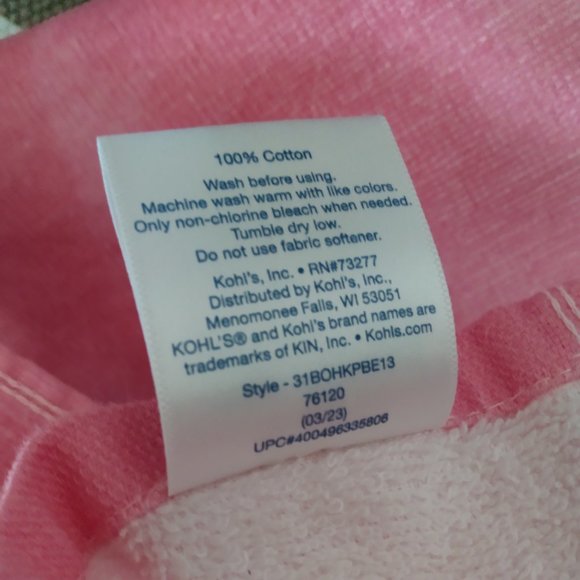 100% Cotton
Wash before using.
Machine wash warm with like colors.
Only non-chlorine bleach when needed.
Tumble dry low.
Do not use fabric softener.
Kohl's, Inc. • RN#73277
Distributed by Kohl's, Inc.,
Menomonee Falls, WI 53051
KOHL'S® and Kohl's brand names are
trademarks of KIN, Inc. • Kohls.com
Style - 31BOHKPBE13
76120
(03/23)
UPC#400496335806